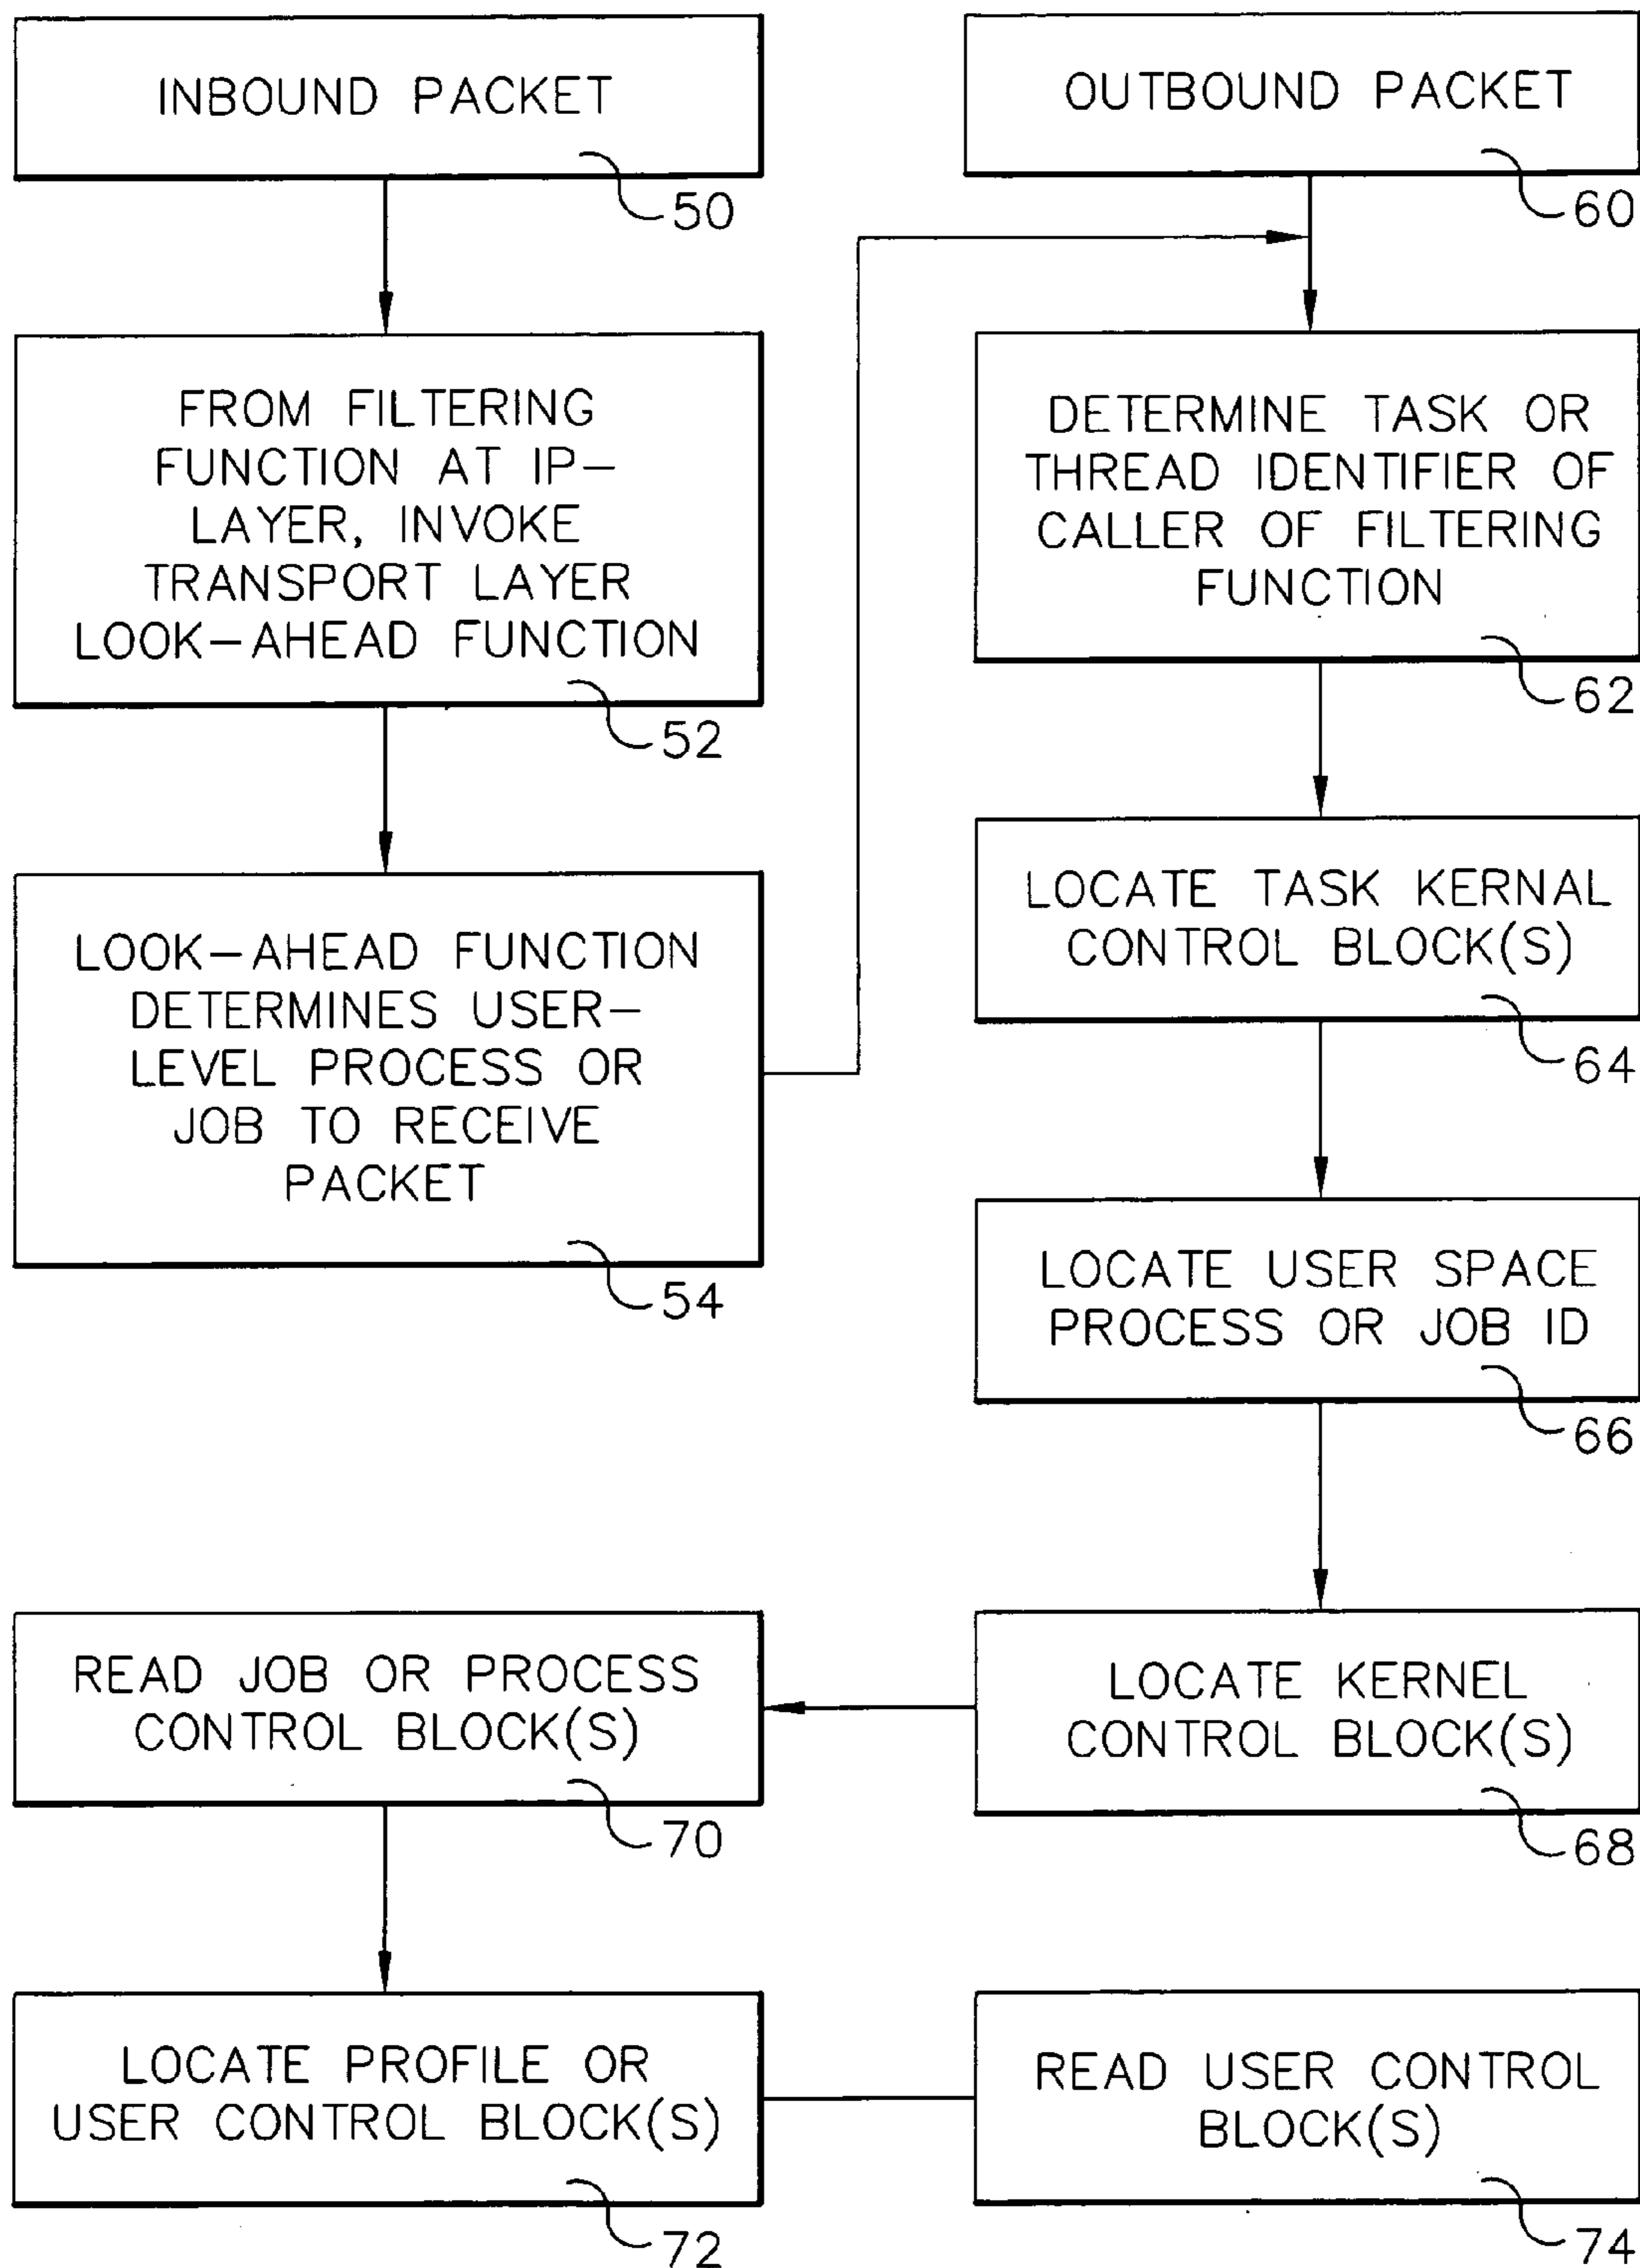 INBOUND PACKET
50
FROM FILTERING
FUNCTION AT IP–
LAYER, INVOKE
TRANSPORT LAYER
LOOK–AHEAD FUNCTION
52
LOOK–AHEAD FUNCTION
DETERMINES USER–
LEVEL PROCESS OR
JOB TO RECEIVE
PACKET
54
OUTBOUND PACKET
60
DETERMINE TASK OR
THREAD IDENTIFIER OF
CALLER OF FILTERING
FUNCTION
62
LOCATE TASK KERNAL
CONTROL BLOCK(S)
64
LOCATE USER SPACE
PROCESS OR JOB ID
66
LOCATE KERNEL
CONTROL BLOCK(S)
68
READ JOB OR PROCESS
CONTROL BLOCK(S)
70
LOCATE PROFILE OR
USER CONTROL BLOCK(S)
72
READ USER CONTROL
BLOCK(S)
74